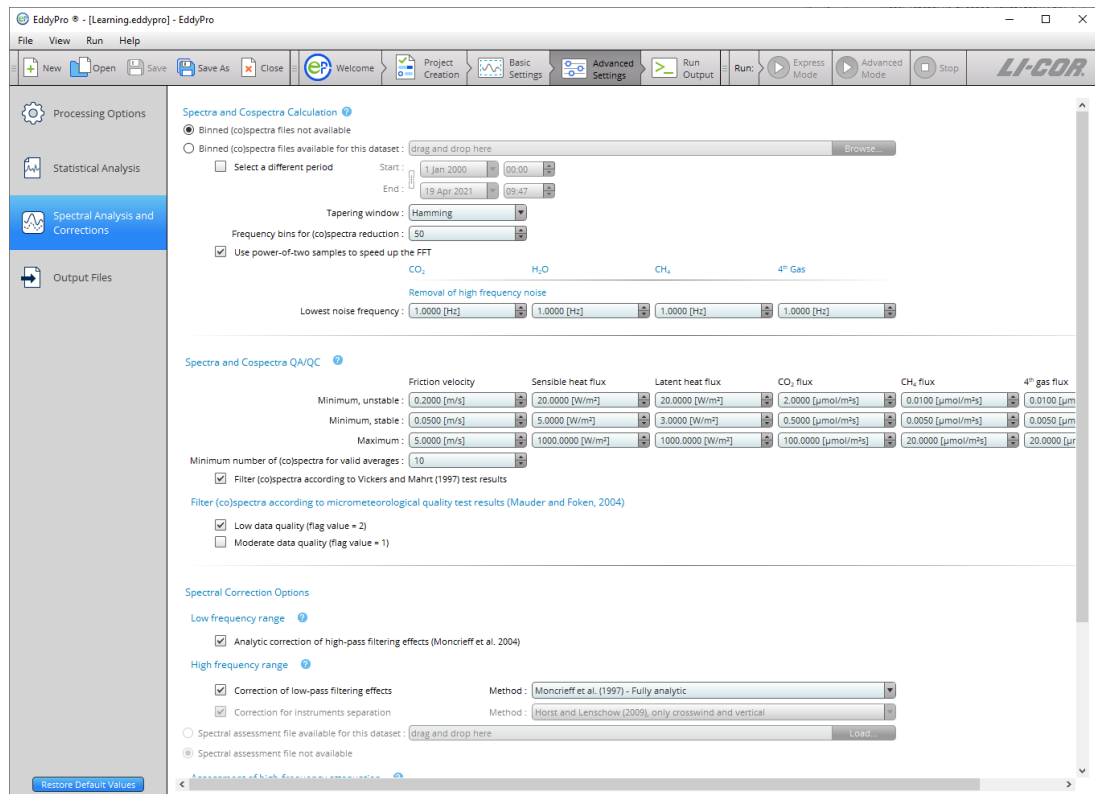 EddyPro ® - [Learning.eddypro] - EddyPro
File View Run Help
New Open Save Save As Close Welcome Project Creation Basic Settings Advanced Settings Run Output Run: Express Mode Advanced Mode Stop LI-COR.
Processing Options
Statistical Analysis
Spectral Analysis and
Corrections
Output Files
Restore Default Values
Spectra and Cospectra Calculation ?
Binned (co)spectra files not available
Binned (co)spectra files available for this dataset : drag and drop here Browse...
Select a different period Start : 1 Jan 2000 00:00
End : 19 Apr 2021 09:47
Tapering window : Hamming
Frequency bins for (co)spectra reduction : 50
Use power-of-two samples to speed up the FFT
CO₂ H₂O CH₄ 4ᵗʰ Gas
Removal of high frequency noise
Lowest noise frequency : 1.0000 [Hz] 1.0000 [Hz] 1.0000 [Hz] 1.0000 [Hz]
Spectra and Cospectra QA/QC ?
Friction velocity Sensible heat flux Latent heat flux CO₂ flux CH₄ flux 4ᵗʰ gas flux
Minimum, unstable : 0.2000 [m/s] 20.0000 [W/m²] 20.0000 [W/m²] 2.0000 [µmol/m²s] 0.0100 [µmol/m²s] 0.0100 [µm
Minimum, stable : 0.0500 [m/s] 5.0000 [W/m²] 3.0000 [W/m²] 0.5000 [µmol/m²s] 0.0050 [µmol/m²s] 0.0050 [µm
Maximum : 5.0000 [m/s] 1000.0000 [W/m²] 1000.0000 [W/m²] 100.0000 [µmol/m²s] 20.0000 [µmol/m²s] 20.0000 [µr
Minimum number of (co)spectra for valid averages : 10
Filter (co)spectra according to Vickers and Mahrt (1997) test results
Filter (co)spectra according to micrometeorological quality test results (Mauder and Foken, 2004)
Low data quality (flag value = 2)
Moderate data quality (flag value = 1)
Spectral Correction Options
Low frequency range ?
Analytic correction of high-pass filtering effects (Moncrieff et al. 2004)
High frequency range ?
Correction of low-pass filtering effects Method : Moncrieff et al. (1997) - Fully analytic
Correction for instruments separation Method : Horst and Lenschow (2009), only crosswind and vertical
Spectral assessment file available for this dataset : drag and drop here Load...
Spectral assessment file not available
Assessment of high-frequency attenuation ?